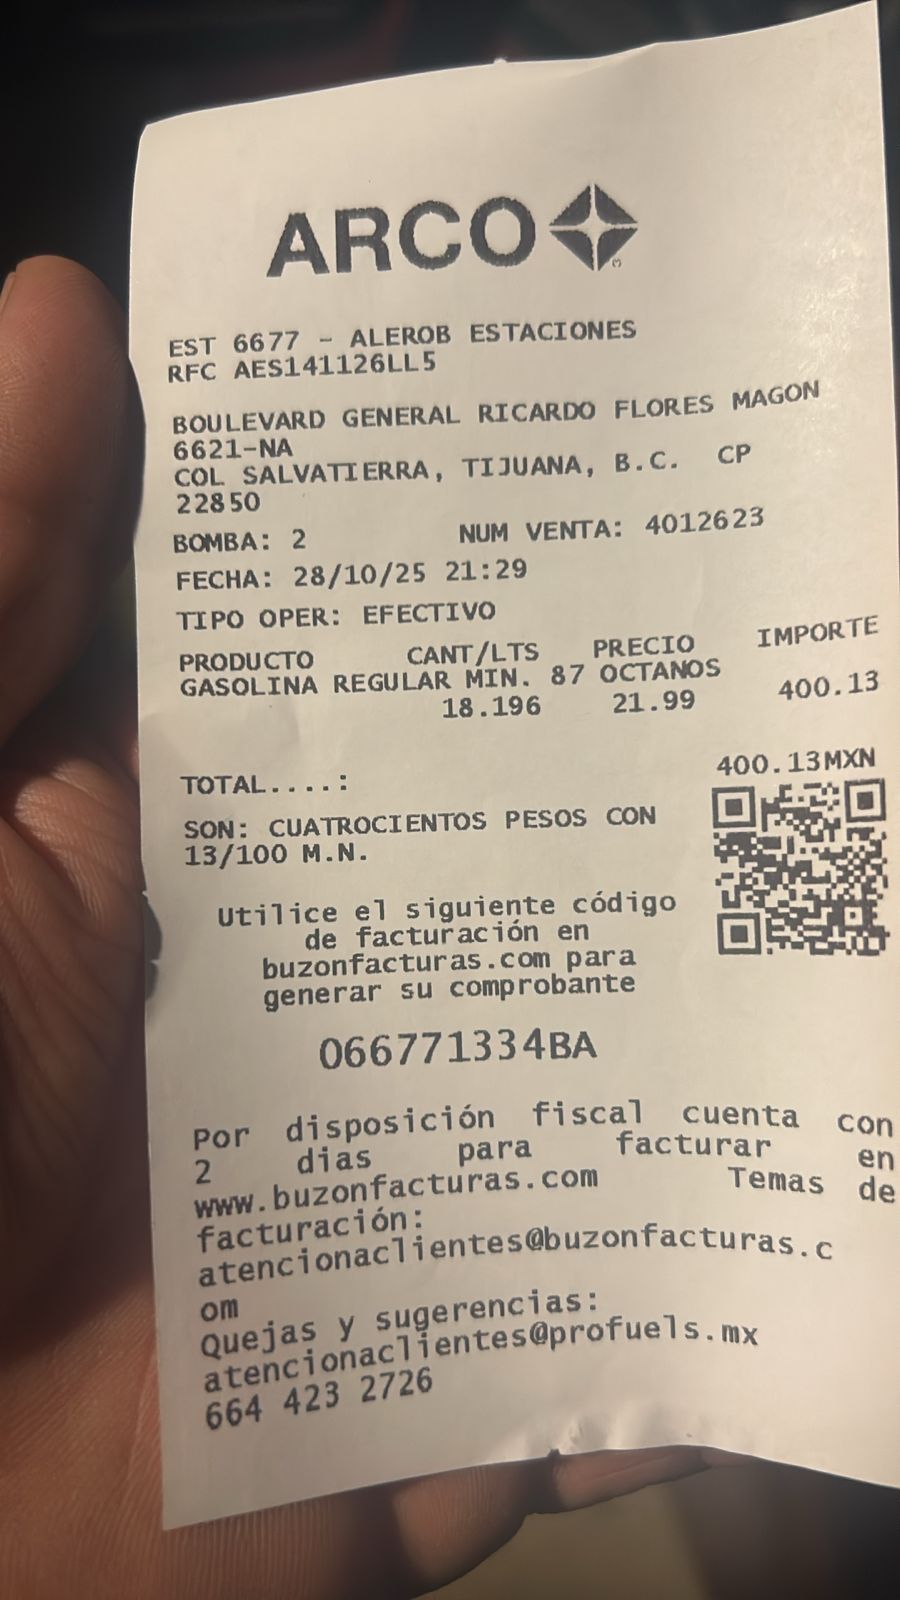 ARCO
EST 6677 - ALEROB ESTACIONES
RFC AES141126LL5
BOULEVARD GENERAL RICARDO FLORES MAGON
6621-NA
COL SALVATIERRA, TIJUANA, B.C. CP
22850
BOMBA: 2 NUM VENTA: 4012623
FECHA: 28/10/25 21:29
TIPO OPER: EFECTIVO
PRODUCTO CANT/LTS PRECIO IMPORTE
GASOLINA REGULAR MIN. 87 OCTANOS
18.196 21.99 400.13
TOTAL....: 400.13MXN
SON: CUATROCIENTOS PESOS CON
13/100 M.N.
Utilice el siguiente código
de facturación en
buzonfacturas.com para
generar su comprobante
066771334BA
Por disposición fiscal cuenta con
2 dias para facturar en
www.buzonfacturas.com Temas de
facturación:
atencionaclientes@buzonfacturas.c
om
Quejas y sugerencias:
atencionaclientes@profuels.mx
664 423 2726